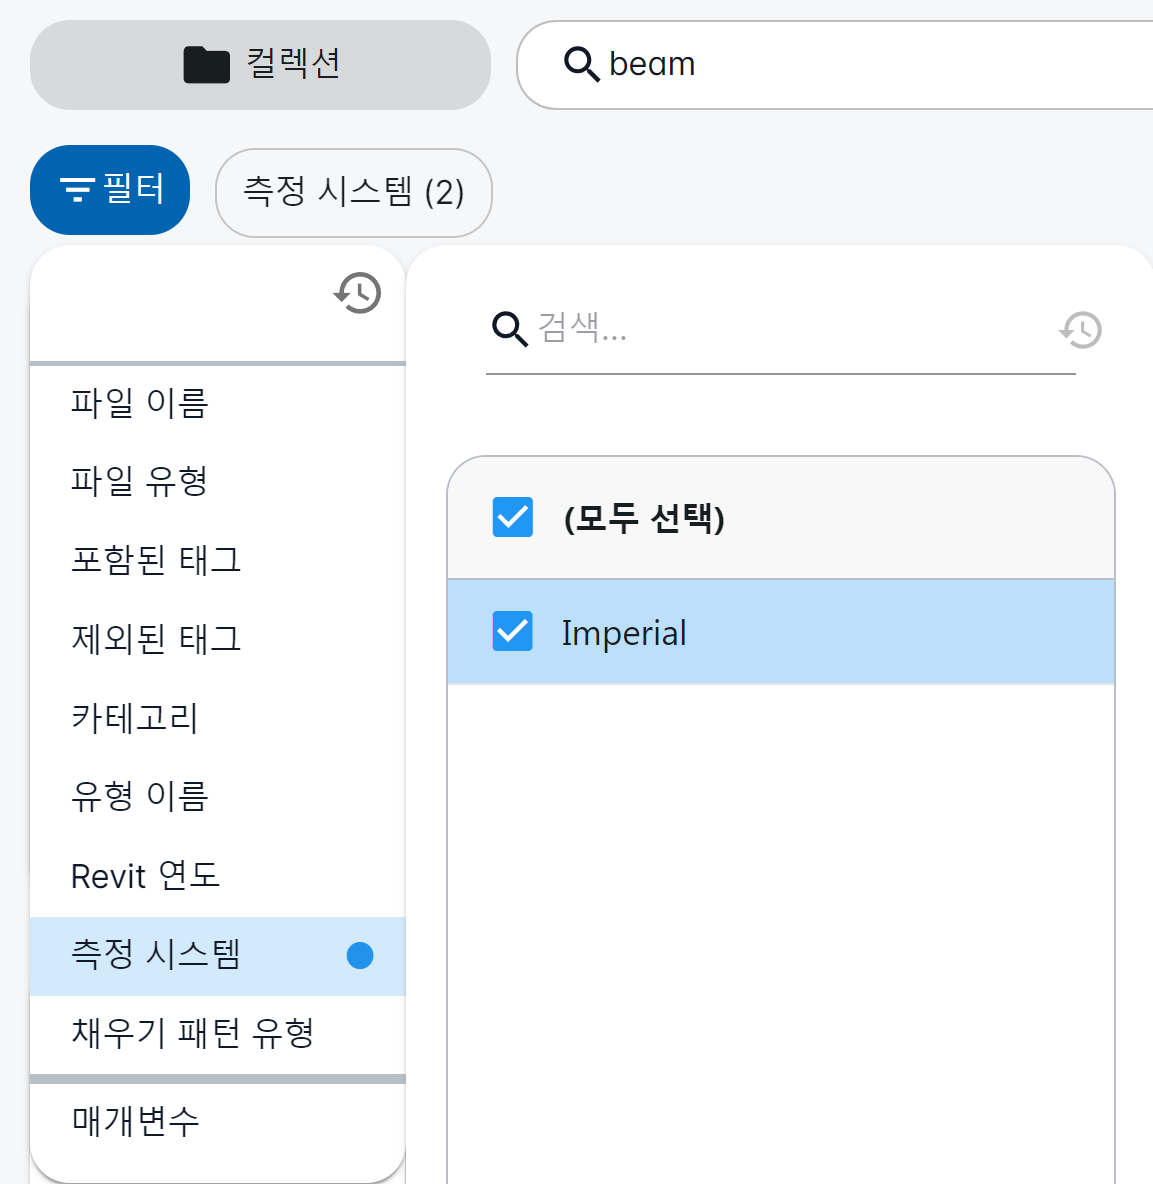 컬렉션
beam
필터
측정 시스템 (2)
검색...
파일 이름
파일 유형
포함된 태그
제외된 태그
카테고리
유형 이름
Revit 연도
측정 시스템
채우기 패턴 유형
매개변수
(모두 선택)
Imperial